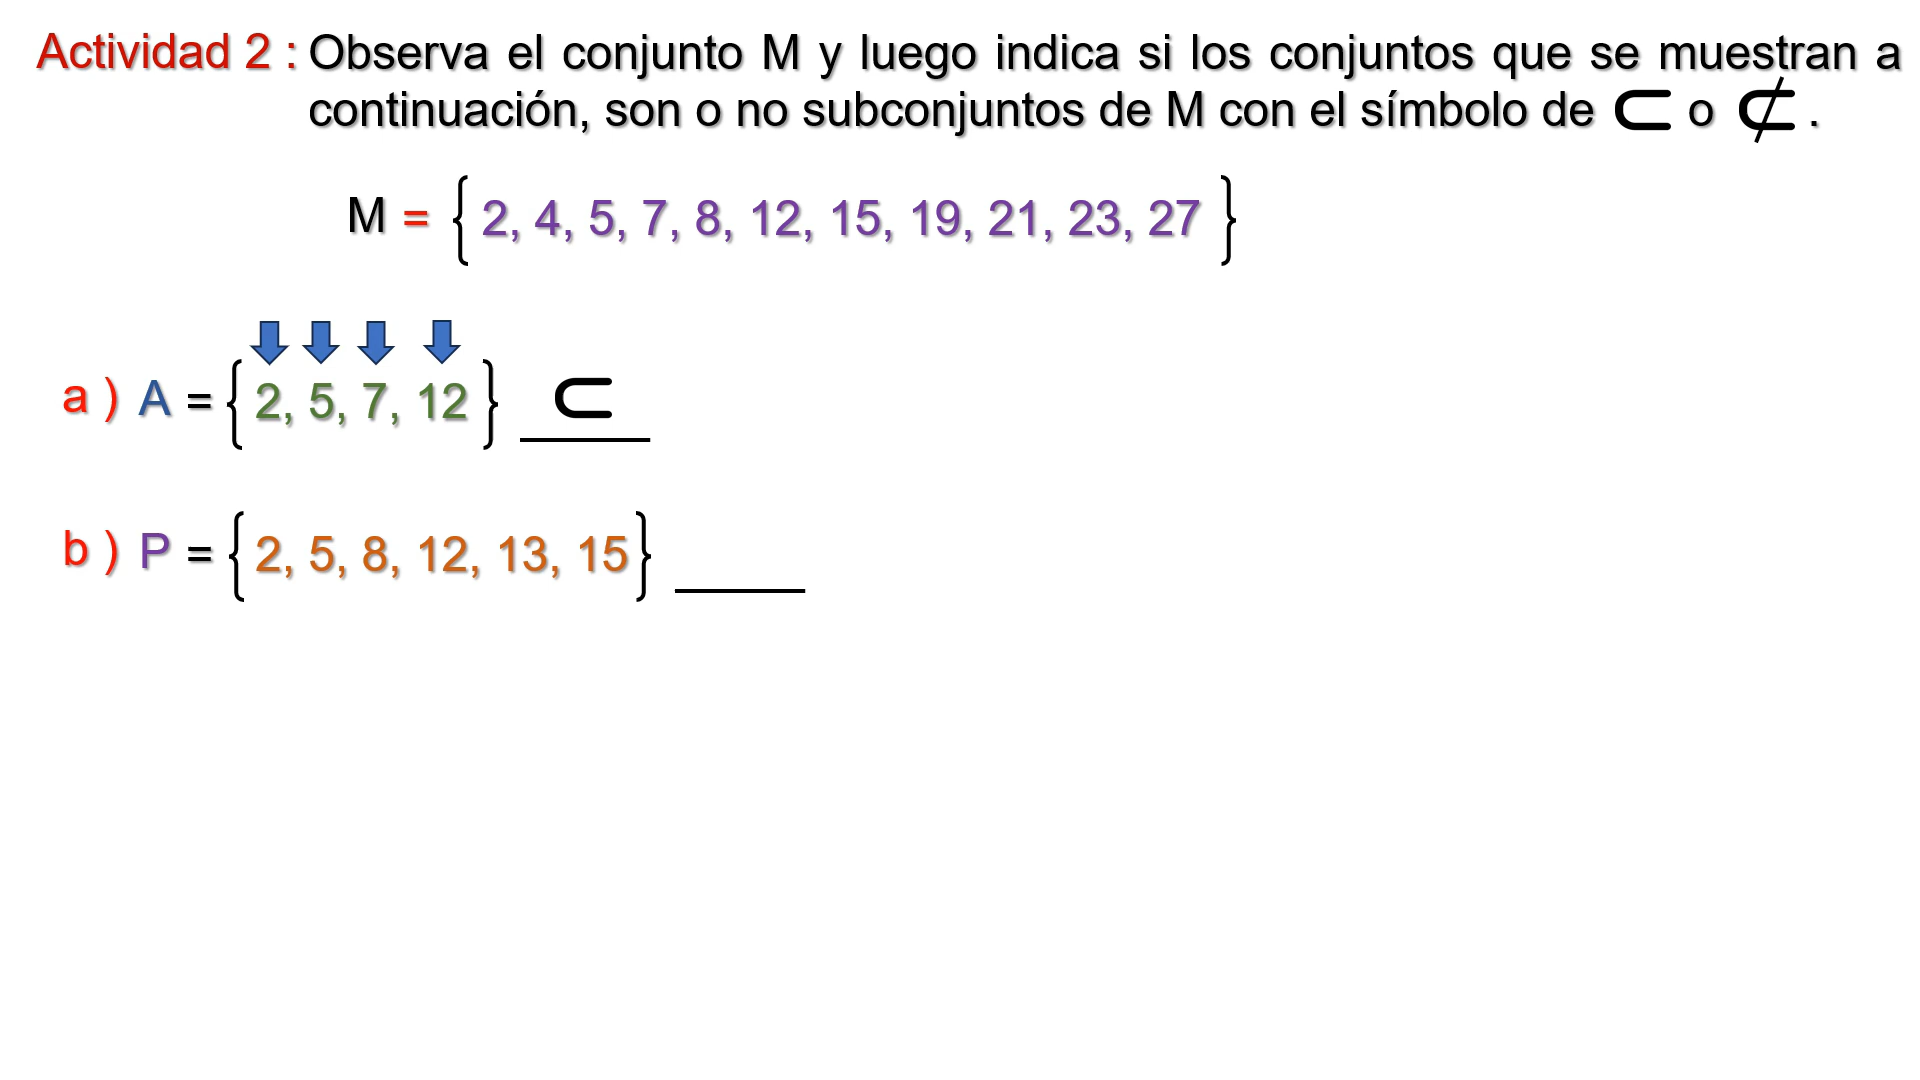 Actividad 2 : Observa el conjunto M y luego indica si los conjuntos que se muestran a
continuación, son o no subconjuntos de M con el símbolo de ⊂ o ⊄ .
M = { 2, 4, 5, 7, 8, 12, 15, 19, 21, 23, 27 }
a ) A = { 2, 5, 7, 12 } ⊂
b ) P = { 2, 5, 8, 12, 13, 15 } _____